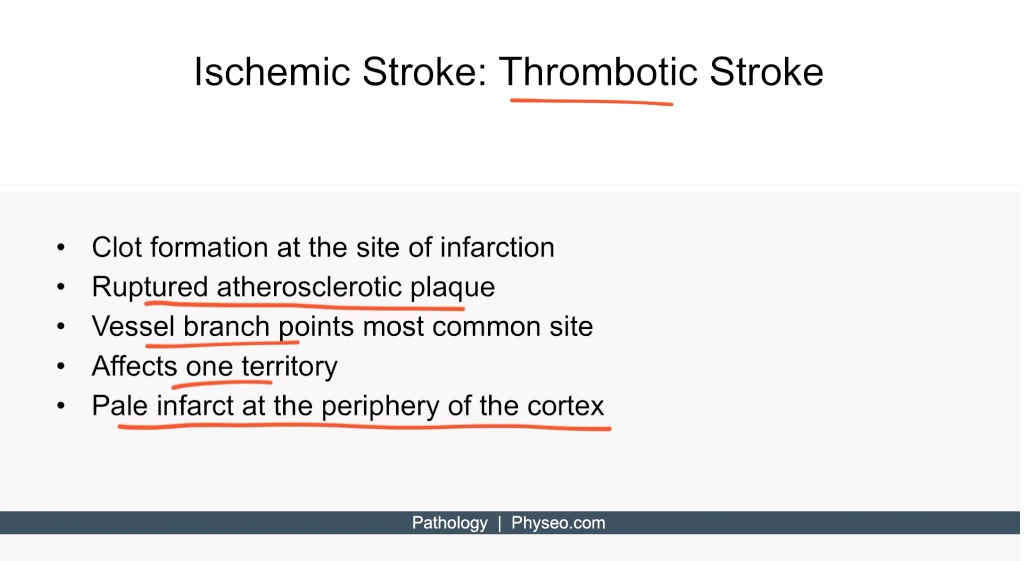 Ischemic Stroke: Thrombotic Stroke
• Clot formation at the site of infarction
• Ruptured atherosclerotic plaque
• Vessel branch points most common site
• Affects one territory
• Pale infarct at the periphery of the cortex
Pathology | Physeo.com